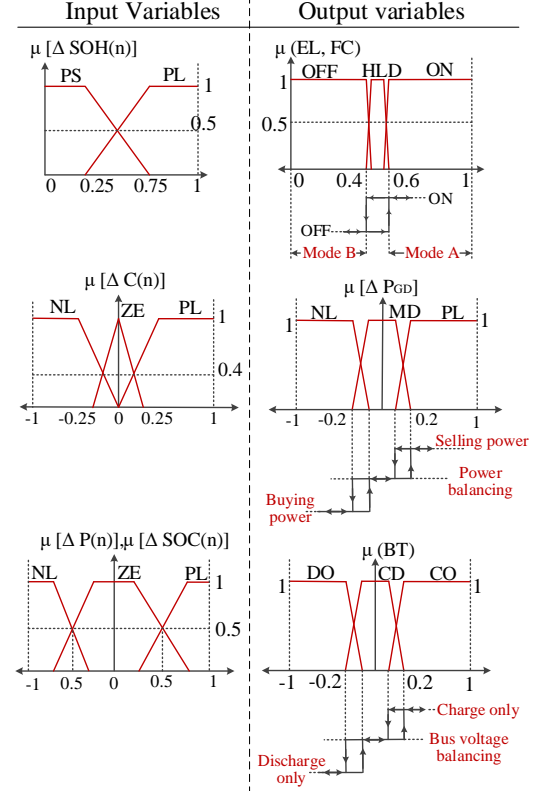 Input Variables
Output variables
μ [Δ SOH(n)]
PS
PL
1
0.5
0
0.25
0.75
1
μ (EL, FC)
1
OFF
HLD
ON
0.5
0
0.4
0.6
1
ON
OFF
Mode B
Mode A
μ [Δ C(n)]
NL
ZE
PL
1
0.4
-1
-0.25
0
0.25
1
μ [Δ PGD]
1
NL
MD
PL
1
-1
-0.2
0.2
1
Selling power
Power
balancing
Buying
power
μ [Δ P(n)],μ [Δ SOC(n)]
NL
ZE
PL
1
0.5
-1
0.5
0
0.5
1
μ (BT)
1
DO
CD
CO
1
-1
-0.2
0.2
1
Charge only
Bus voltage
balancing
Discharge
only